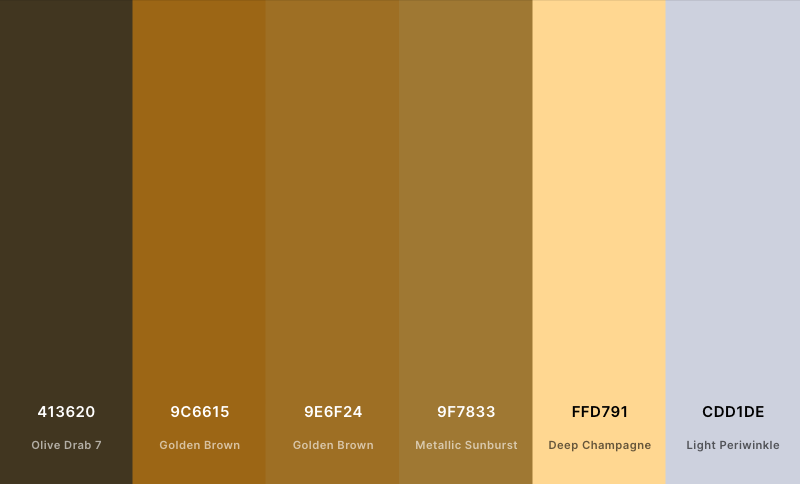 413620
Olive Drab 7
9C6615
Golden Brown
9E6F24
Golden Brown
9F7833
Metallic Sunburst
FFD791
Deep Champagne
CDD1DE
Light Periwinkle